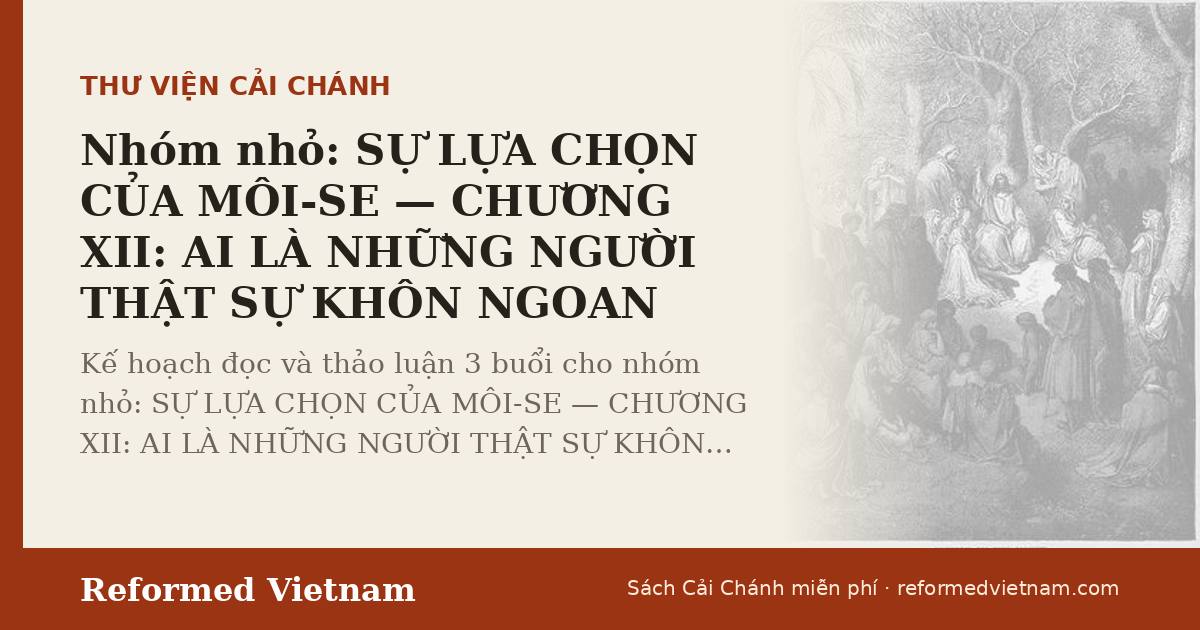 THƯ VIỆN CẢI CHÁNH
Nhóm nhỏ: SỰ LỰA CHỌN
CỦA MÔI-SE — CHƯƠNG
XII: AI LÀ NHỮNG NGƯỜI
THẬT SỰ KHÔN NGOAN
Kế hoạch đọc và thảo luận 3 buổi cho nhóm
nhỏ: SỰ LỰA CHỌN CỦA MÔI-SE — CHƯƠNG
XII: AI LÀ NHỮNG NGƯỜI THẬT SỰ KHÔN…
Reformed Vietnam
Sách Cải Chánh miễn phí · reformedvietnam.com